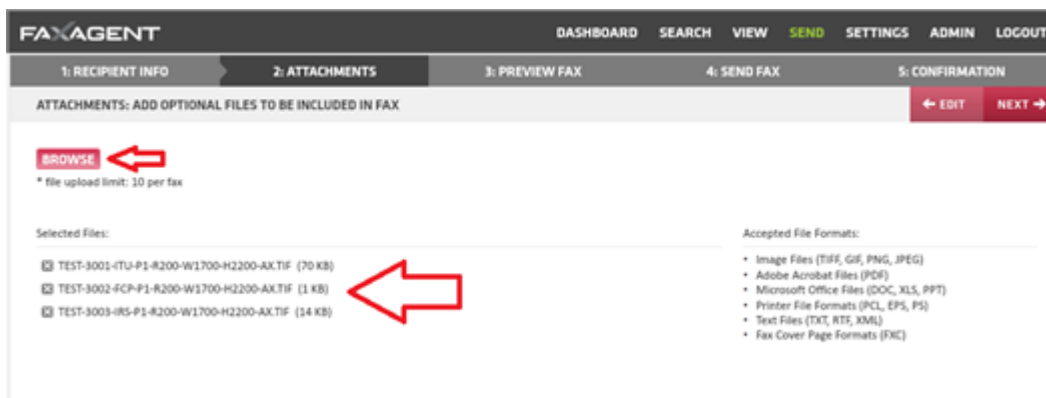 FAXAGENT
DASHBOARD SEARCH VIEW SEND SETTINGS ADMIN LOGOUT
1: RECIPIENT INFO 2: ATTACHMENTS 3: PREVIEW FAX 4: SEND FAX 5: CONFIRMATION
ATTACHMENTS: ADD OPTIONAL FILES TO BE INCLUDED IN FAX
EDIT NEXT
BROWSE
* file upload limit: 10 per fax
Selected Files:
TEST-3001-ITU-P1-R200-W1700-H2200-AX.TIF (70 KB)
TEST-3002-FCP-P1-R200-W1700-H2200-AX.TIF (1 KB)
TEST-3003-IRS-P1-R200-W1700-H2200-AX.TIF (14 KB)
Accepted File Formats:
• Image Files (TIFF, GIF, PNG, JPEG)
• Adobe Acrobat Files (PDF)
• Microsoft Office Files (DOC, XLS, PPT)
• Printer File Formats (PCL, EPS, PS)
• Text Files (TXT, RTF, XML)
• Fax Cover Page Formats (FXC)